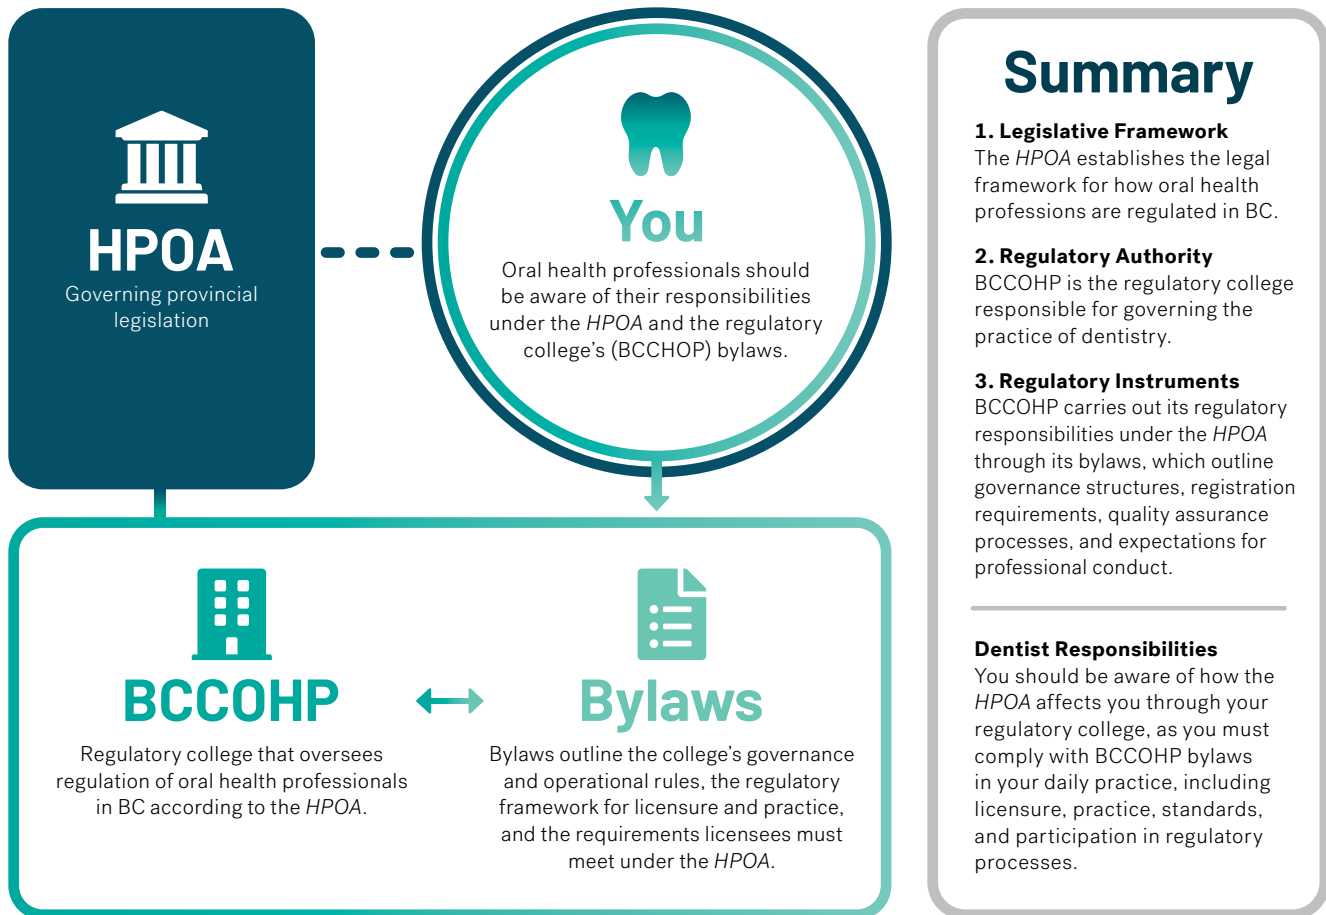 HPOA
Governing provincial
legislation
You
Oral health professionals should
be aware of their responsibilities
under the HPOA and the regulatory
college's (BCCHOP) bylaws.
BCCOHP
Regulatory college that oversees
regulation of oral health professionals
in BC according to the HPOA.
Bylaws
Bylaws outline the college's governance
and operational rules, the regulatory
framework for licensure and practice,
and the requirements licensees must
meet under the HPOA.
Summary
1. Legislative Framework
The HPOA establishes the legal
framework for how oral health
professions are regulated in BC.
2. Regulatory Authority
BCCOHP is the regulatory college
responsible for governing the
practice of dentistry.
3. Regulatory Instruments
BCCOHP carries out its regulatory
responsibilities under the HPOA
through its bylaws, which outline
governance structures, registration
requirements, quality assurance
processes, and expectations for
professional conduct.
Dentist Responsibilities
You should be aware of how the
HPOA affects you through your
regulatory college, as you must
comply with BCCOHP bylaws
in your daily practice, including
licensure, practice, standards,
and participation in regulatory
processes.